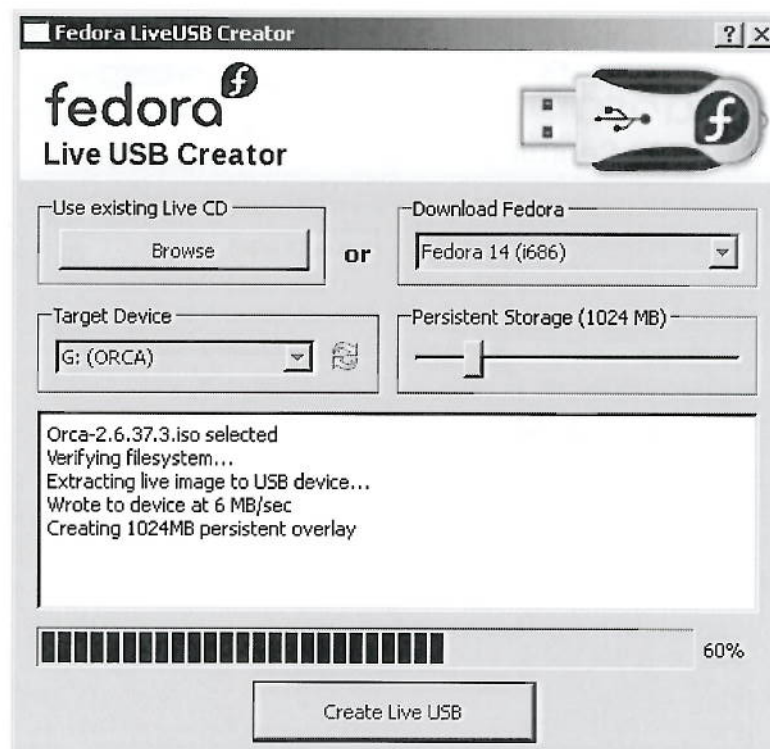 Fedora LiveUSB Creator
fedora
Live USB Creator
Use existing Live CD
Browse
or
Download Fedora
Fedora 14 (i686)
Target Device
G: (ORCA)
Persistent Storage (1024 MB)
Orca-2.6.37.3.iso selected
Verifying filesystem...
Extracting live image to USB device...
Wrote to device at 6 MB/sec
Creating 1024MB persistent overlay
60%
Create Live USB